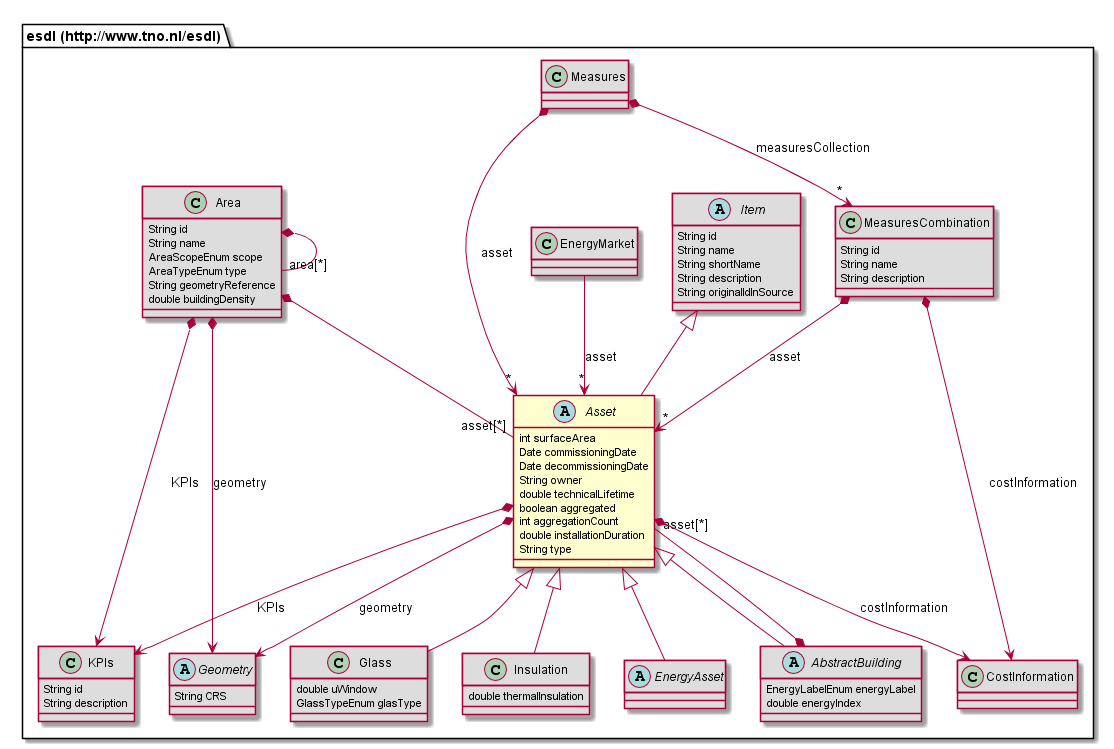 esdl (http://www.tno.nl/esdl)
C Measures
measuresCollection
*
C Area
String id
String name
AreaScopeEnum scope
AreaTypeEnum type
String geometryReference
double buildingDensity
area[*]
asset
C EnergyMarket
A Item
String id
String name
String shortName
String description
String originalIdInSource
C MeasuresCombination
String id
String name
String description
asset
asset
*
*
*
asset[*]
A Asset
int surfaceArea
Date commissioningDate
Date decommissioningDate
String owner
double technicalLifetime
boolean aggregated
int aggregationCount
double installationDuration
String type
KPIs
geometry
costInformation
asset[*]
KPIs
geometry
costInformation
C KPIs
String id
String description
A Geometry
String CRS
C Glass
double uWindow
GlassTypeEnum glasType
C Insulation
double thermalInsulation
A EnergyAsset
A AbstractBuilding
EnergyLabelEnum energyLabel
double energyIndex
C CostInformation